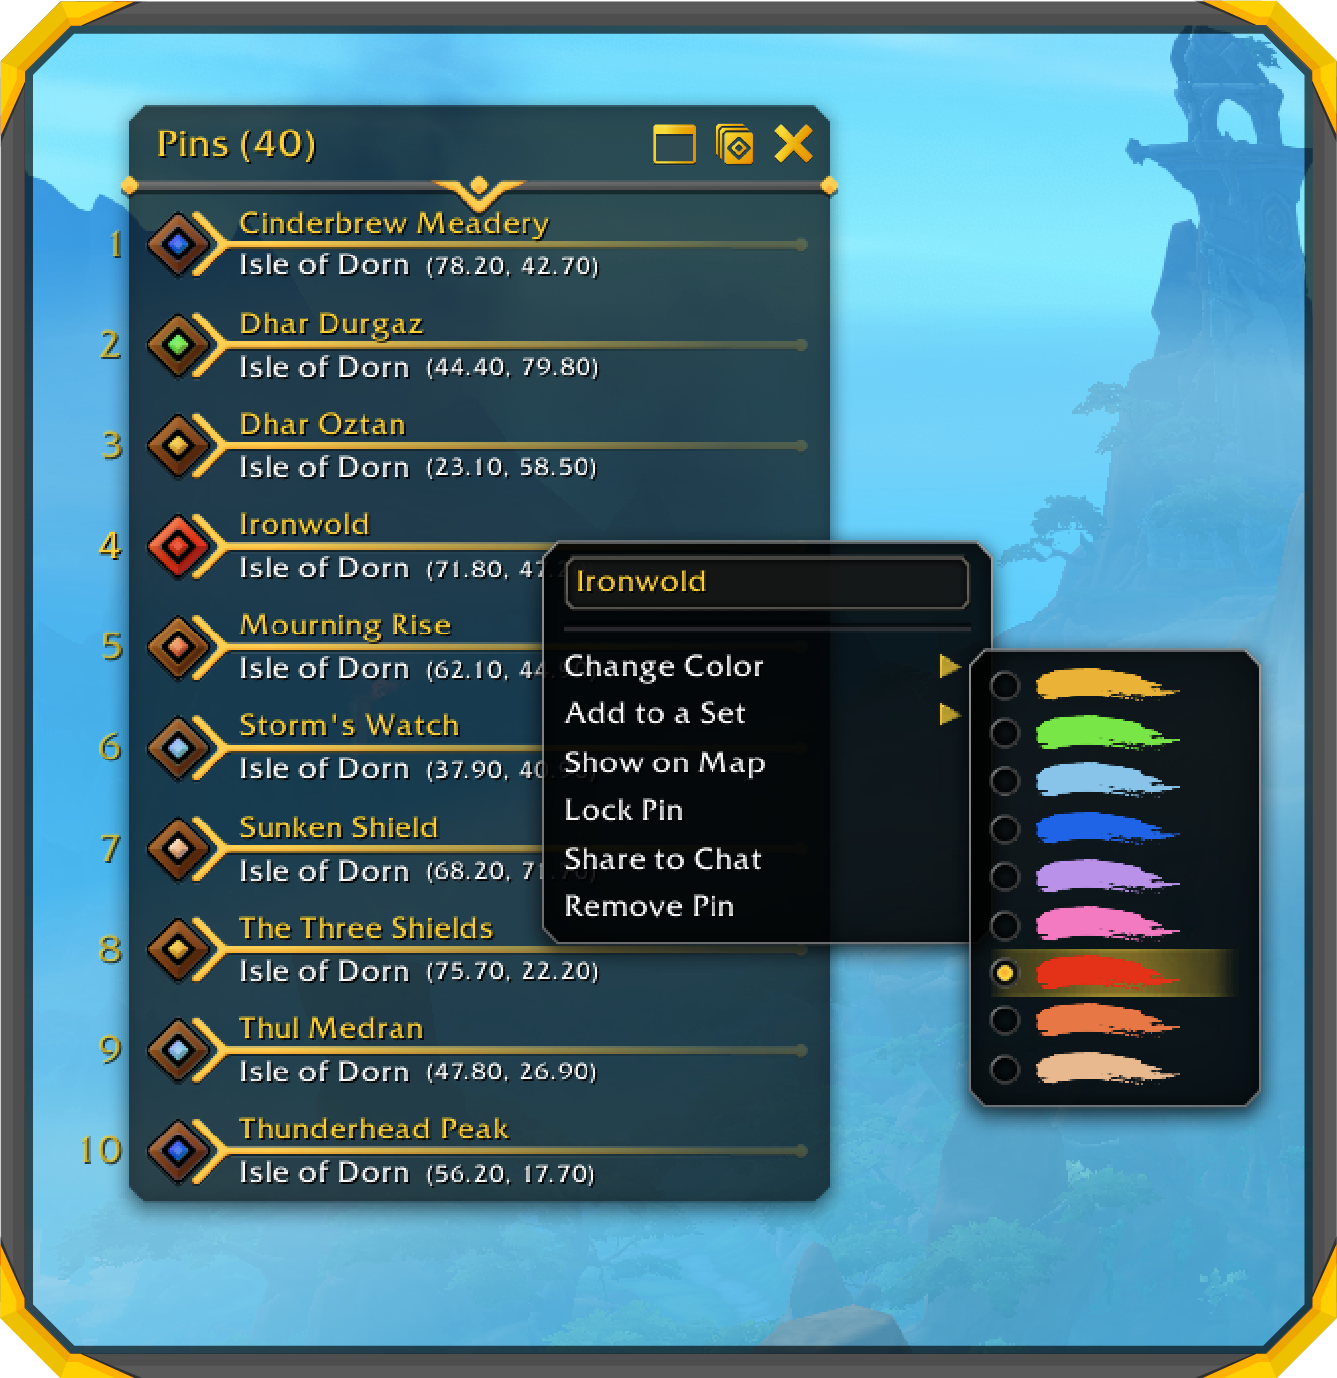 Pins (40)
1
Cinderbrew Meadery
Isle of Dorn (78.20, 42.70)
2
Dhar Durgaz
Isle of Dorn (44.40, 79.80)
3
Dhar Oztan
Isle of Dorn (23.10, 58.50)
4
Ironwold
Isle of Dorn (71.80,
5
Mourning Rise
Isle of Dorn (62.10,
6
Storm's Watch
Isle of Dorn (37.90,
7
Sunken Shield
Isle of Dorn (68.20,
8
The Three Shields
Isle of Dorn (75.70, 22.20)
9
Thul Medran
Isle of Dorn (47.80, 26.90)
10
Thunderhead Peak
Isle of Dorn (56.20, 17.70)
Ironwold
Change Color
Add to a Set
Show on Map
Lock Pin
Share to Chat
Remove Pin